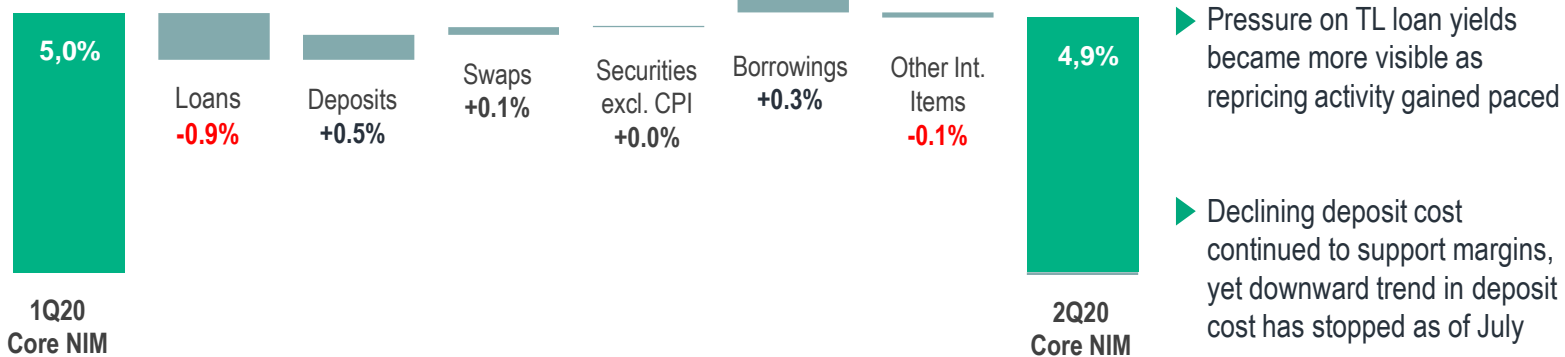 5,0%
Loans
-0.9%
Deposits
+0.5%
Swaps
+0.1%
Securities
excl. CPI
+0.0%
Borrowings
+0.3%
Other Int.
Items
-0.1%
4,9%
1Q20
Core NIM
2Q20
Core NIM
Pressure on TL loan yields
became more visible as
repricing activity gained paced
Declining deposit cost
continued to support margins,
yet downward trend in deposit
cost has stopped as of July